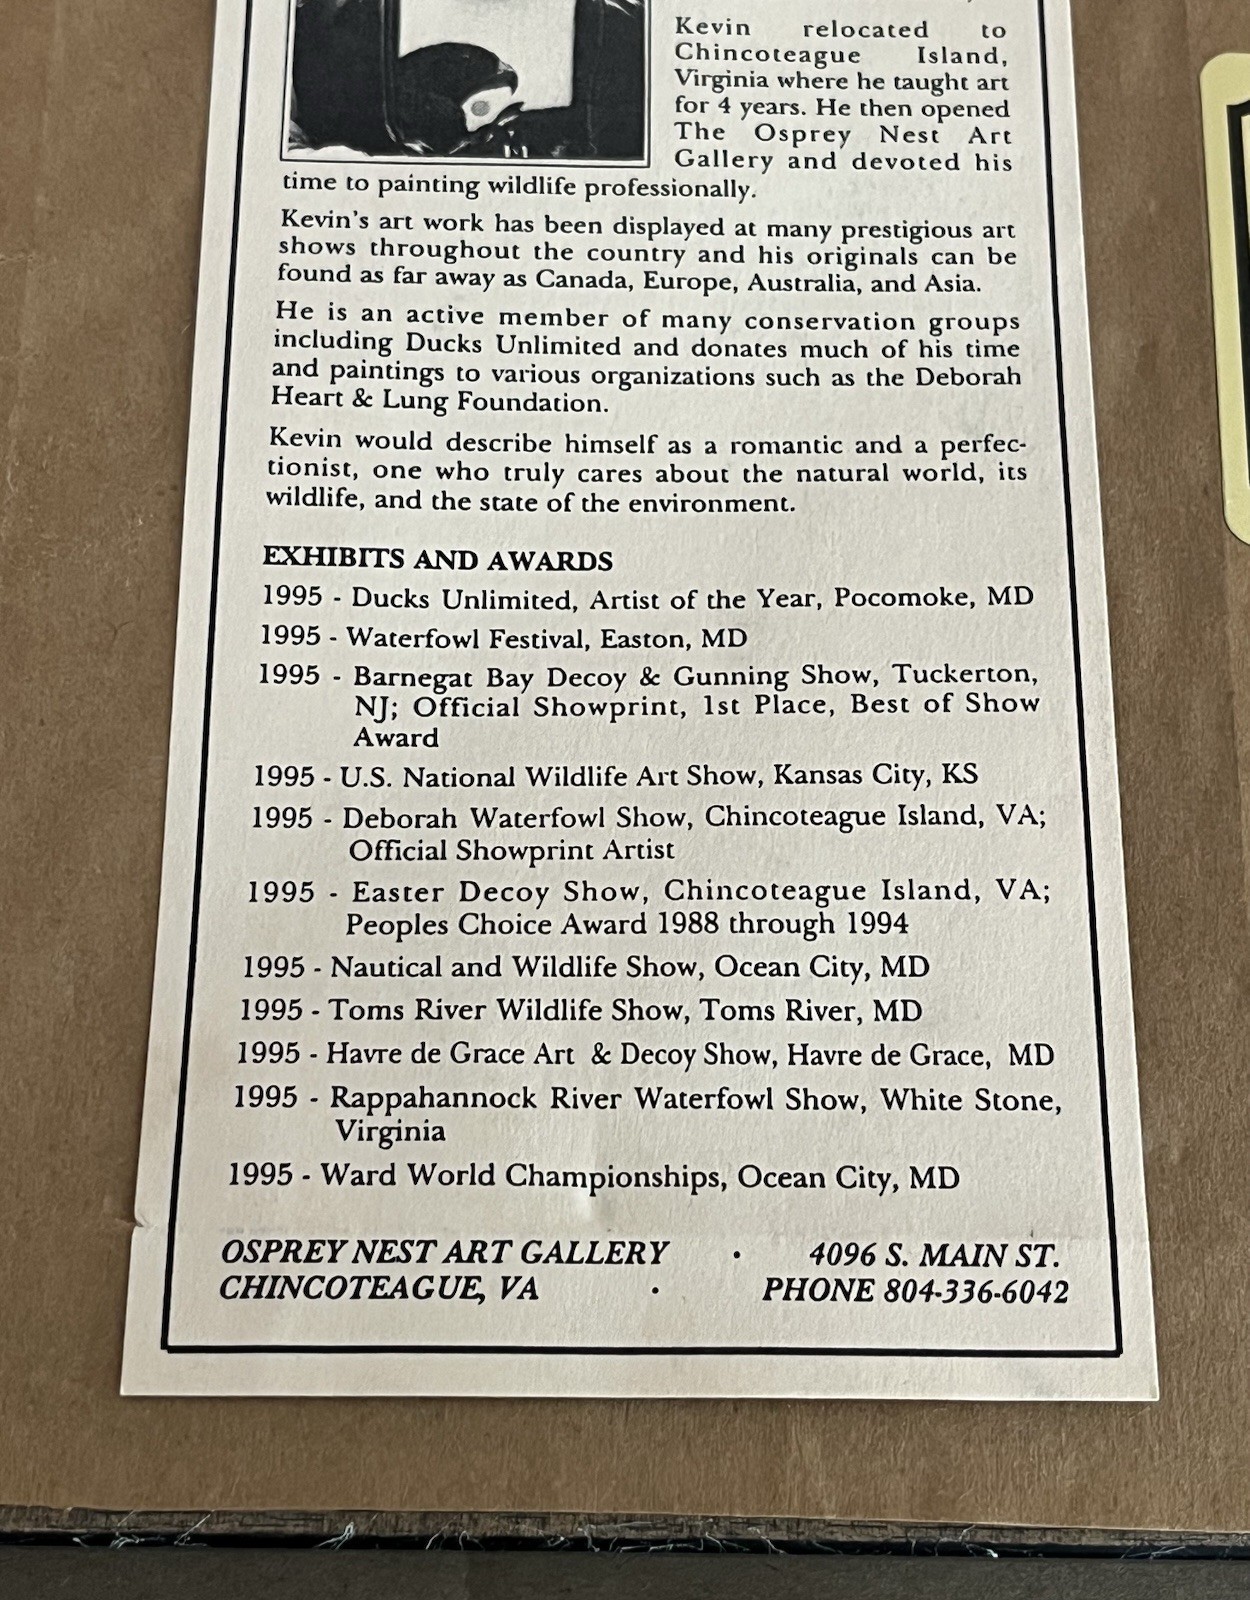 Kevin relocated to
Chincoteague Island,
Virginia where he taught art
for 4 years. He then opened
The Osprey Nest Art
Gallery and devoted his
time to painting wildlife professionally.
Kevin's art work has been displayed at many prestigious art
shows throughout the country and his originals can be
found as far away as Canada, Europe, Australia, and Asia.
He is an active member of many conservation groups
including Ducks Unlimited and donates much of his time
and paintings to various organizations such as the Deborah
Heart & Lung Foundation.
Kevin would describe himself as a romantic and a perfec-
tionist, one who truly cares about the natural world, its
wildlife, and the state of the environment.
EXHIBITS AND AWARDS
1995 - Ducks Unlimited, Artist of the Year, Pocomoke, MD
1995 - Waterfowl Festival, Easton, MD
1995 - Barnegat Bay Decoy & Gunning Show, Tuckerton,
NJ; Official Showprint, 1st Place, Best of Show
Award
1995 - U.S. National Wildlife Art Show, Kansas City, KS
1995 - Deborah Waterfowl Show, Chincoteague Island, VA;
Official Showprint Artist
1995 - Easter Decoy Show, Chincoteague Island, VA;
Peoples Choice Award 1988 through 1994
1995 - Nautical and Wildlife Show, Ocean City, MD
1995 - Toms River Wildlife Show, Toms River, MD
1995 - Havre de Grace Art & Decoy Show, Havre de Grace, MD
1995 - Rappahannock River Waterfowl Show, White Stone,
Virginia
1995 - Ward World Championships, Ocean City, MD
OSPREY NEST ART GALLERY · 4096 S. MAIN ST.
CHINCOTEAGUE, VA · PHONE 804-336-6042